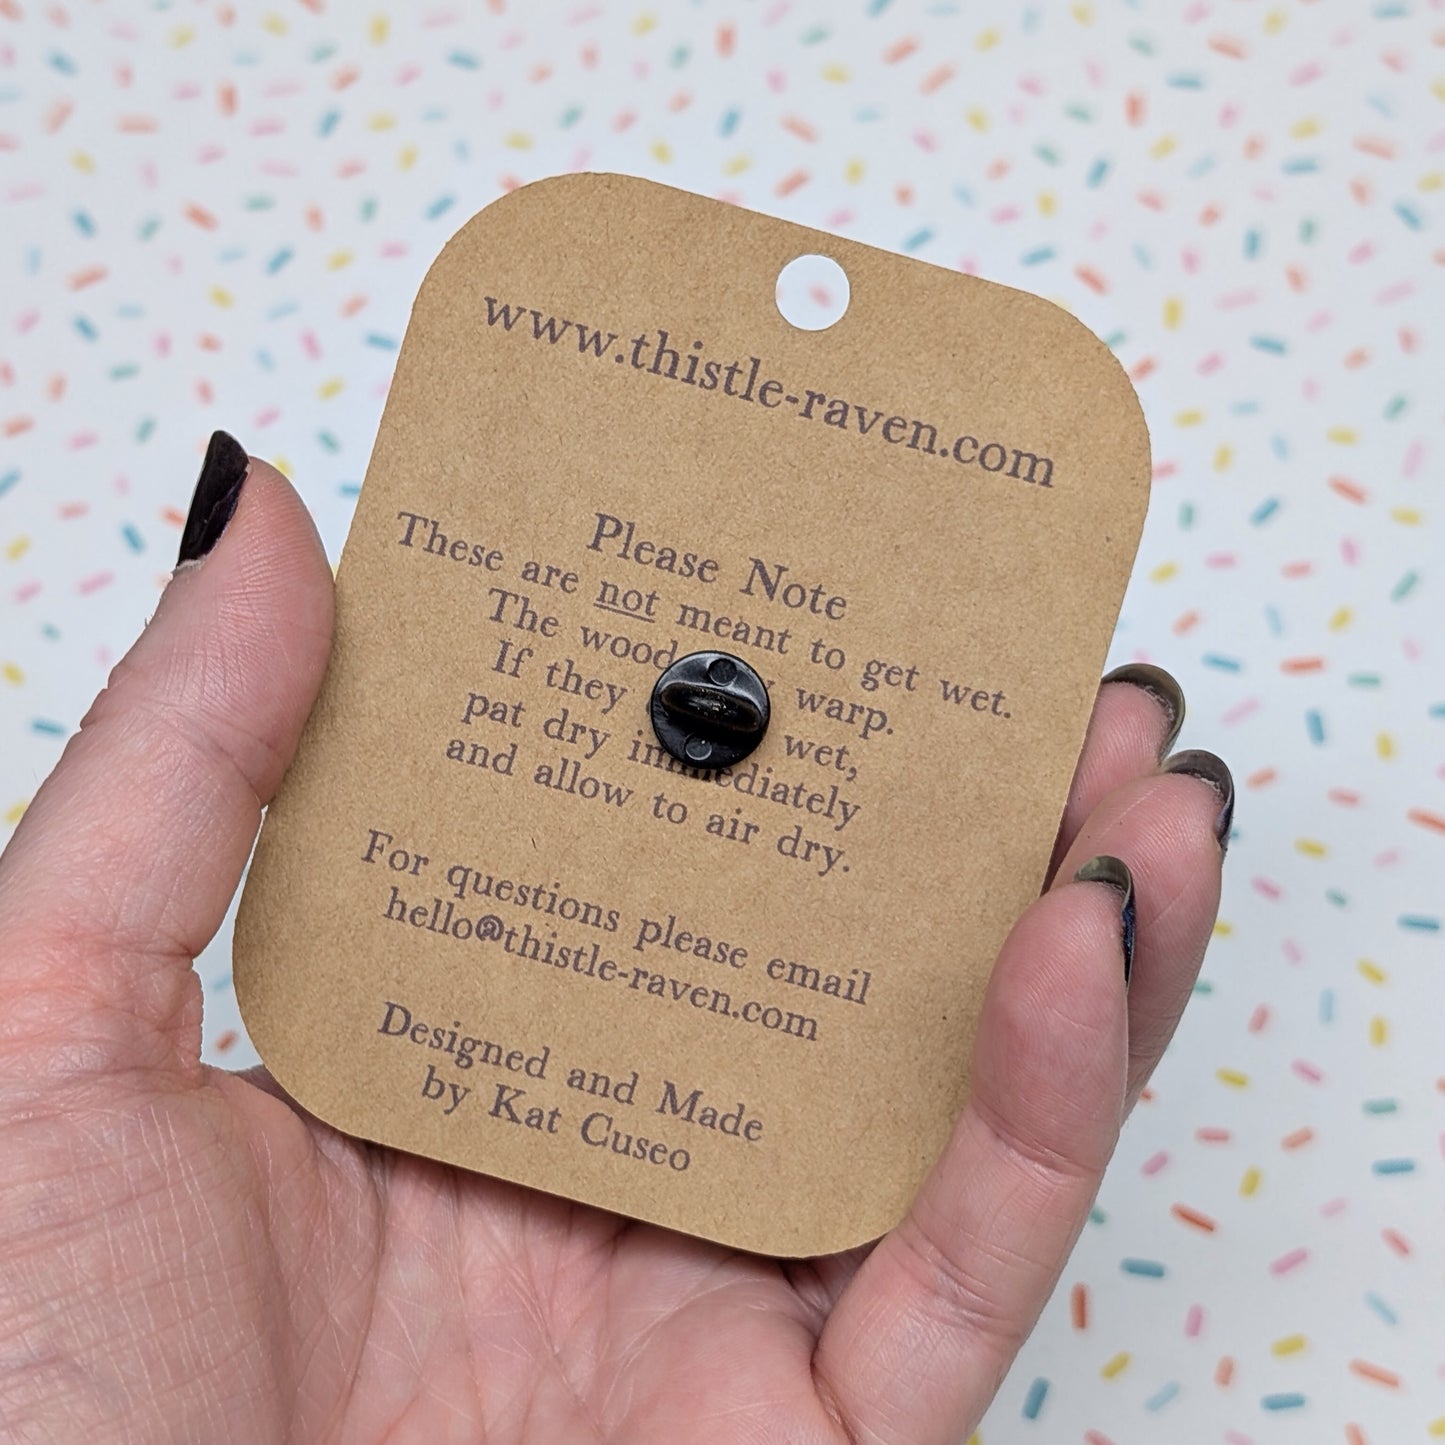 www.thistle-raven.com
Please Note
These are not meant to get wet.
The wood warp.
If they wet,
pat dry immediately
and allow to air dry.
For questions please email
hello@thistle-raven.com
Designed and Made
by Kat Cuseo